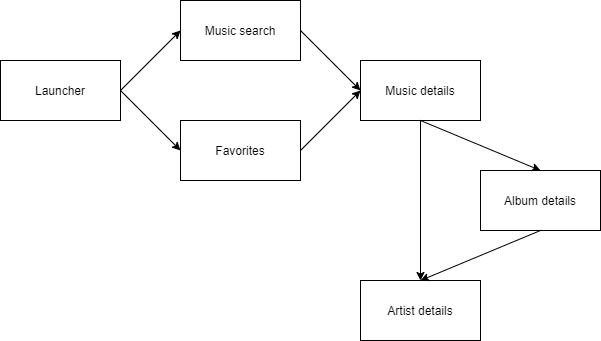 Music search
Launcher
Music details
Favorites
Album details
Artist details